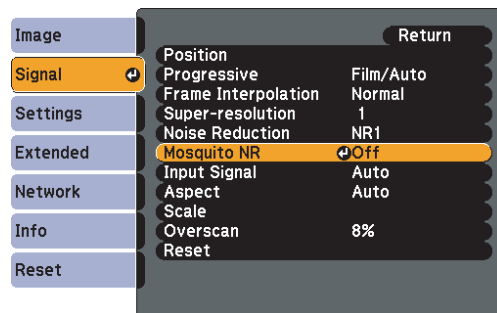 Image
Signal
Settings
Extended
Network
Info
Reset
Return
Position
Progressive Film/Auto
Frame Interpolation Normal
Super-resolution 1
Noise Reduction NR1
Mosquito NR Off
Input Signal Auto
Aspect Auto
Scale
Overscan 8%
Reset